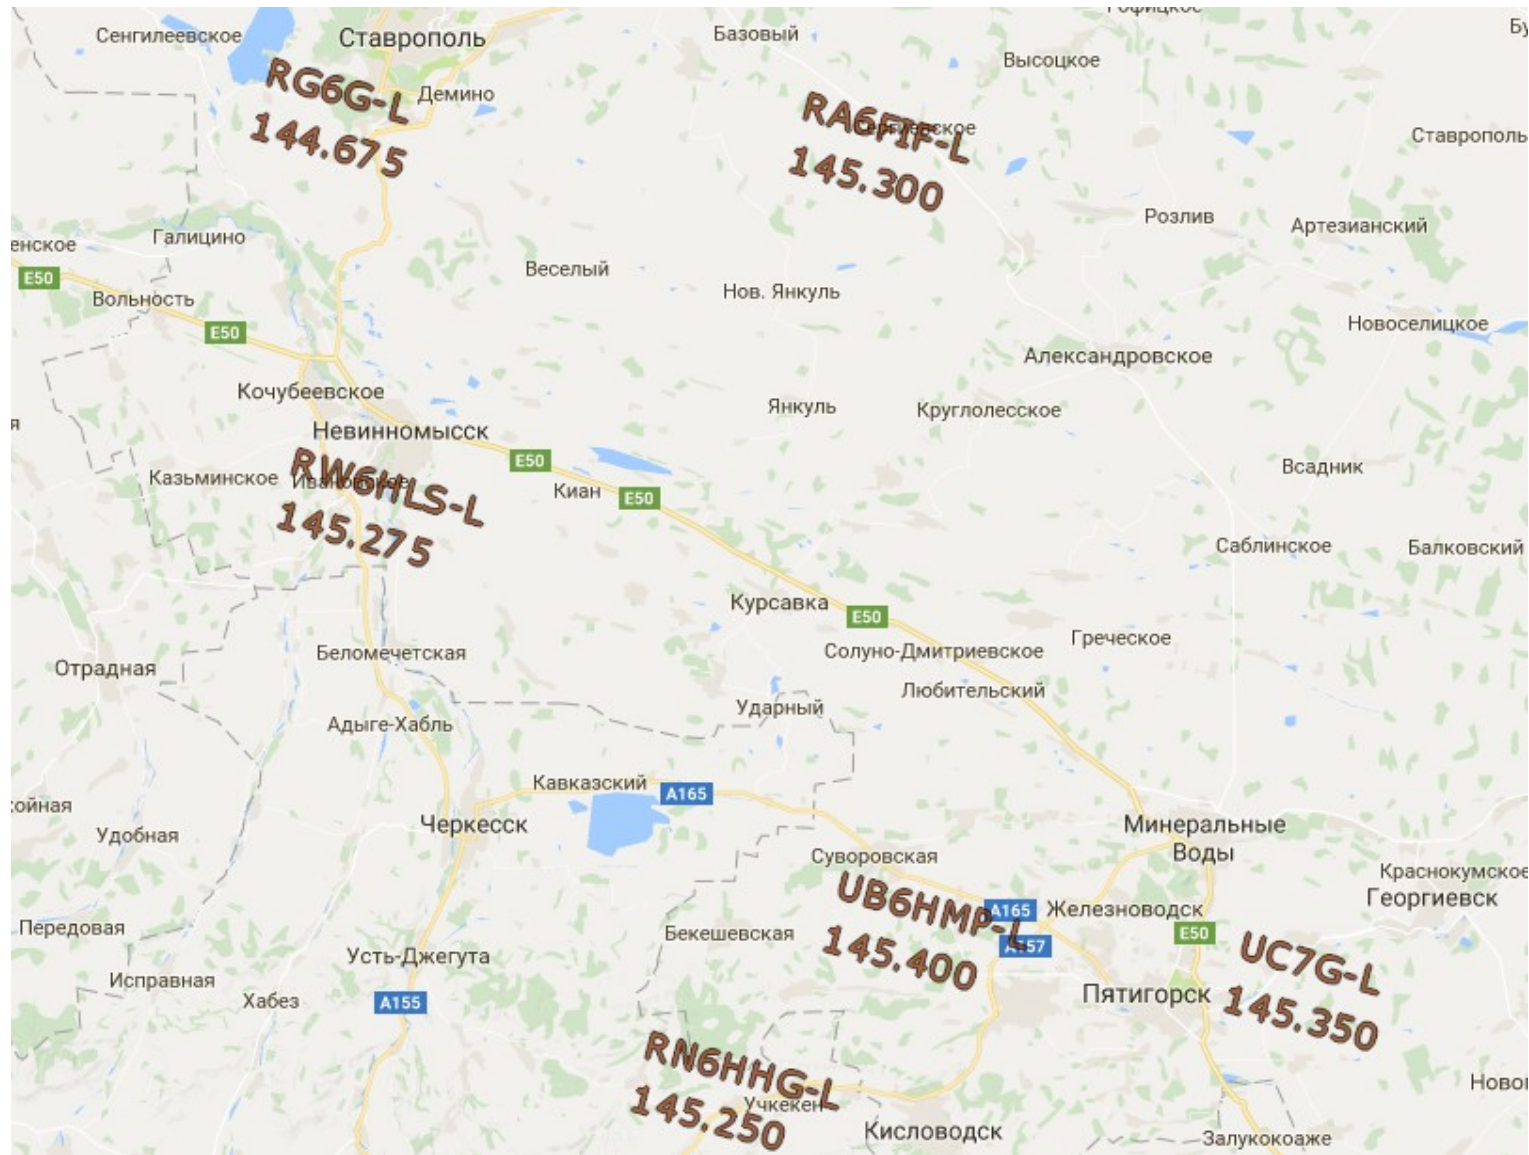 Сенгилеевское
Ставрополь
Базовый
Высоцкое
RG6G-L
144.675
Демино
RA6FIF-L
145.300
Ставрополь
Галицино
Розлив
Артезианский
енское
E50
Веселый
Вольность
Нов. Янкуль
E50
Новоселицкое
Александровское
Кочубеевское
Янкуль
Круглолесское
Невинномысск
E50
Всадник
Казьминское
RW6HLS-L
145.275
Киан
E50
Саблинское
Балковский
Курсавка
E50
Греческое
Беломечетская
Солуно-Дмитриевское
Отрадная
Любительский
Адыге-Хабль
Ударный
Кавказский
A165
ойная
Удобная
Черкесск
Минеральные
Воды
Суворовская
Краснокумское
Георгиевск
UB6HMP-L
145.400
A165
A157
Железноводск
E50
Передовая
Бекешевская
UC7G-L
145.350
Усть-Джегута
Исправная
Хабез
A155
Пятигорск
RN6HHG-L
145.250
Учкекен
Кисловодск
Залукокоаже